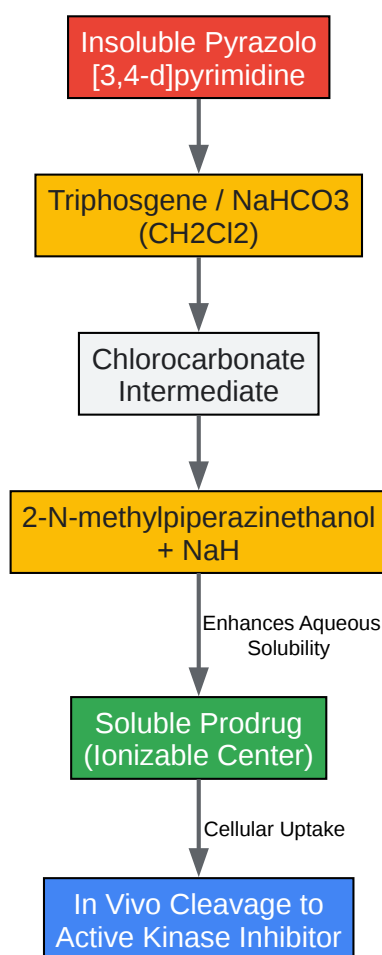 Insoluble Pyrazolo
[3,4-d]pyrimidine
Triphosgene / NaHCO3
(CH2Cl2)
Chlorocarbonate
Intermediate
2-N-methylpiperazinethanol
+ NaH
Enhances Aqueous
Solubility
Soluble Prodrug
(Ionizable Center)
Cellular Uptake
In Vivo Cleavage to
Active Kinase Inhibitor